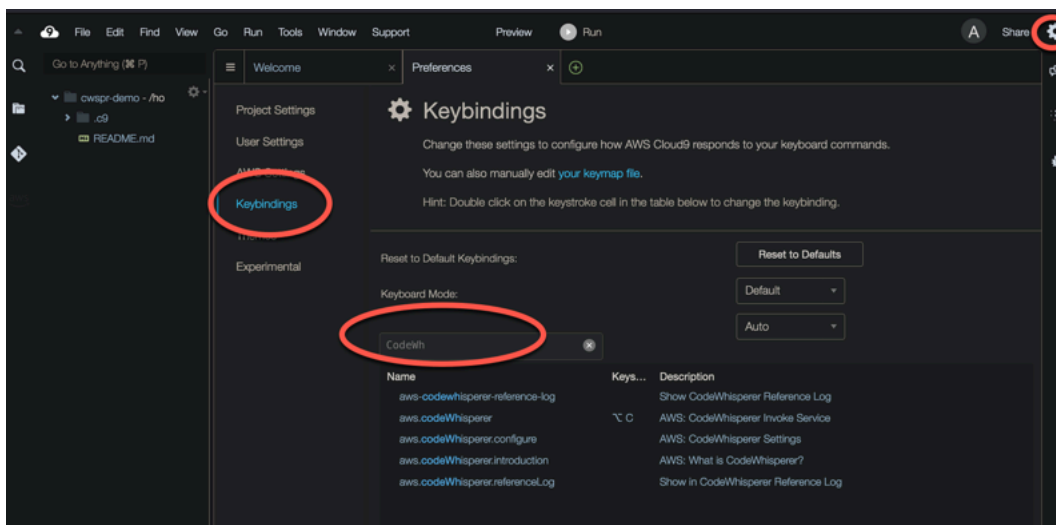 File Edit Find View Go Run Tools Window Support Preview Run A Share
Go to Anything (⌘ P)
Welcome × Preferences ×
cwspr-demo - /ho
.c9
README.md
Project Settings
User Settings
AWS Settings
Keybindings
Themes
Experimental
Keybindings
Change these settings to configure how AWS Cloud9 responds to your keyboard commands.
You can also manually edit your keymap file.
Hint: Double click on the keystroke cell in the table below to change the keybinding.
Reset to Default Keybindings: Reset to Defaults
Keyboard Mode: Default
Auto
CodeWh
Name Keys... Description
aws-codewhisperer-reference-log Show CodeWhisperer Reference Log
aws.codeWhisperer ⌥ C AWS: CodeWhisperer Invoke Service
aws.codeWhisperer.configure AWS: CodeWhisperer Settings
aws.codeWhisperer.introduction AWS: What is CodeWhisperer?
aws.codeWhisperer.referenceLog Show in CodeWhisperer Reference Log